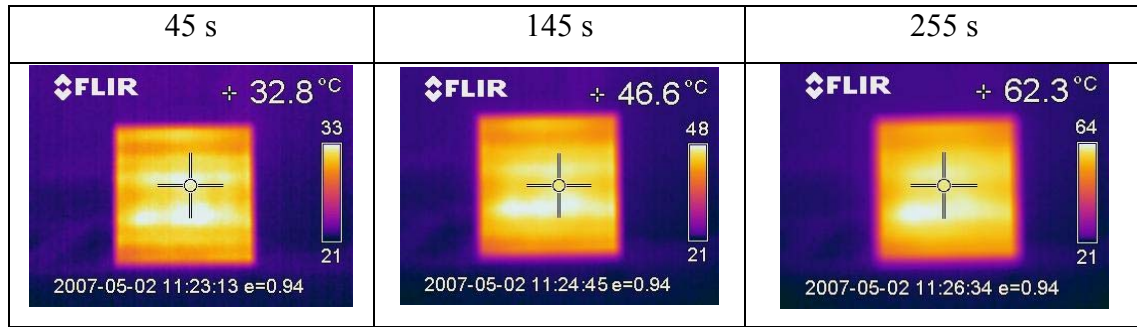 45 s
145 s
255 s
FLIR 32.8°C
33
21
2007-05-02 11:23:13 e=0.94
FLIR 46.6°C
48
21
2007-05-02 11:24:45 e=0.94
FLIR 62.3°C
64
21
2007-05-02 11:26:34 e=0.94